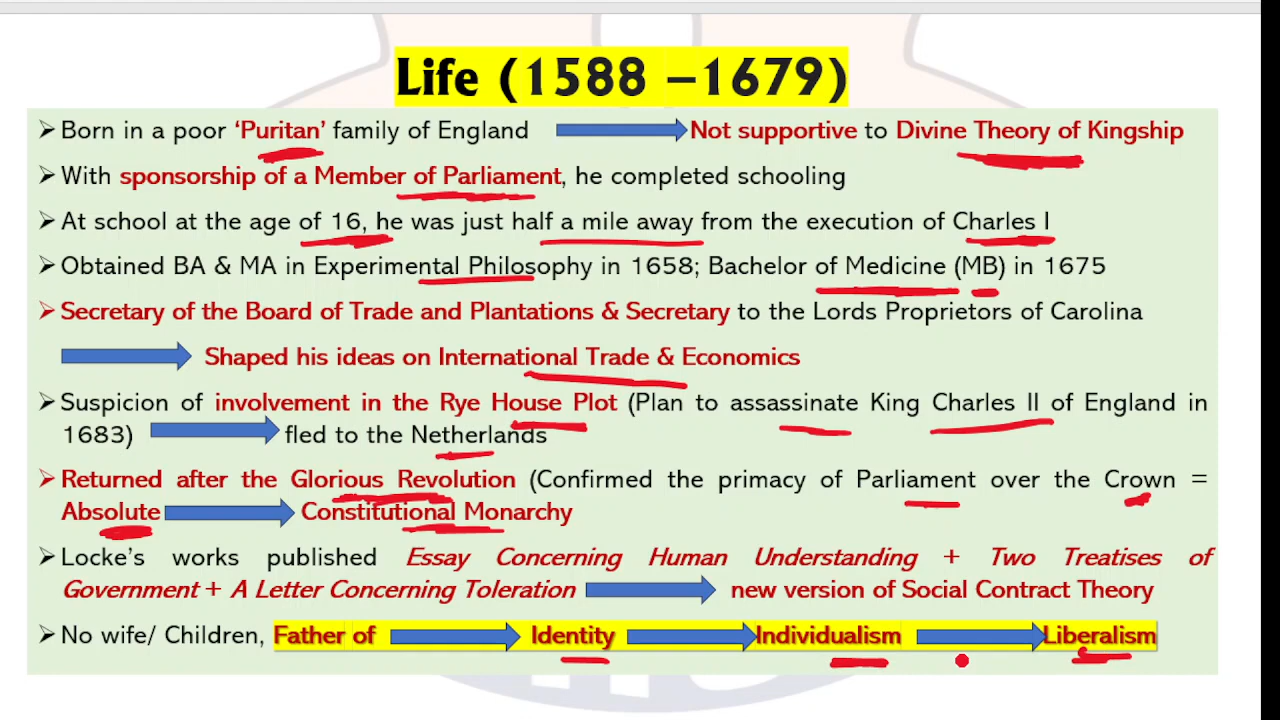 Life (1588 –1679)
➢ Born in a poor ‘Puritan’ family of England Not supportive to Divine Theory of Kingship
➢ With sponsorship of a Member of Parliament, he completed schooling
➢ At school at the age of 16, he was just half a mile away from the execution of Charles I
➢ Obtained BA & MA in Experimental Philosophy in 1658; Bachelor of Medicine (MB) in 1675
➢ Secretary of the Board of Trade and Plantations & Secretary to the Lords Proprietors of Carolina
Shaped his ideas on International Trade & Economics
➢ Suspicion of involvement in the Rye House Plot (Plan to assassinate King Charles II of England in
1683) fled to the Netherlands
➢ Returned after the Glorious Revolution (Confirmed the primacy of Parliament over the Crown =
Absolute Constitutional Monarchy
➢ Locke’s works published Essay Concerning Human Understanding + Two Treatises of
Government + A Letter Concerning Toleration new version of Social Contract Theory
➢ No wife/ Children, Father of Identity Individualism Liberalism